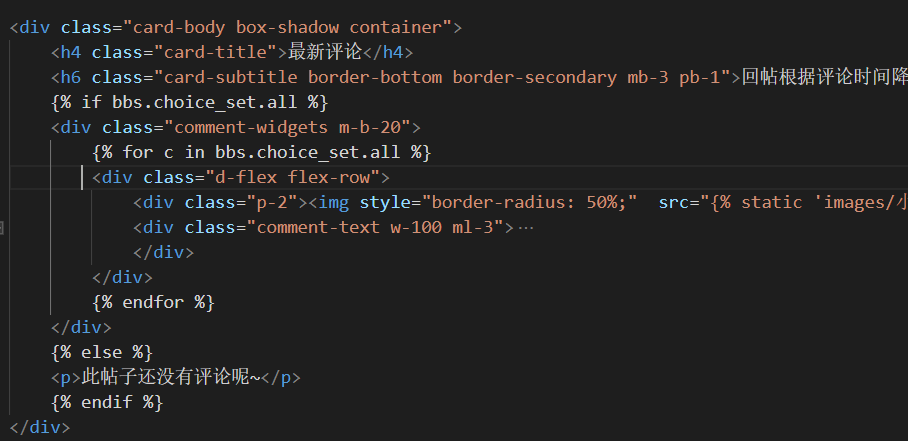 <div class="card-body box-shadow container">
<h4 class="card-title">最新评论</h4>
<h6 class="card-subtitle border-bottom border-secondary mb-3 pb-1">回帖根据评论时间降
{% if bbs.choice_set.all %}
<div class="comment-widgets m-b-20">
{% for c in bbs.choice_set.all %}
<div class="d-flex flex-row">
<div class="p-2"><img style="border-radius: 50%;"  src="{% static 'images/小
<div class="comment-text w-100 ml-3">…
</div>
</div>
{% endfor %}
</div>
{% else %}
<p>此帖子还没有评论呢~</p>
{% endif %}
</div>